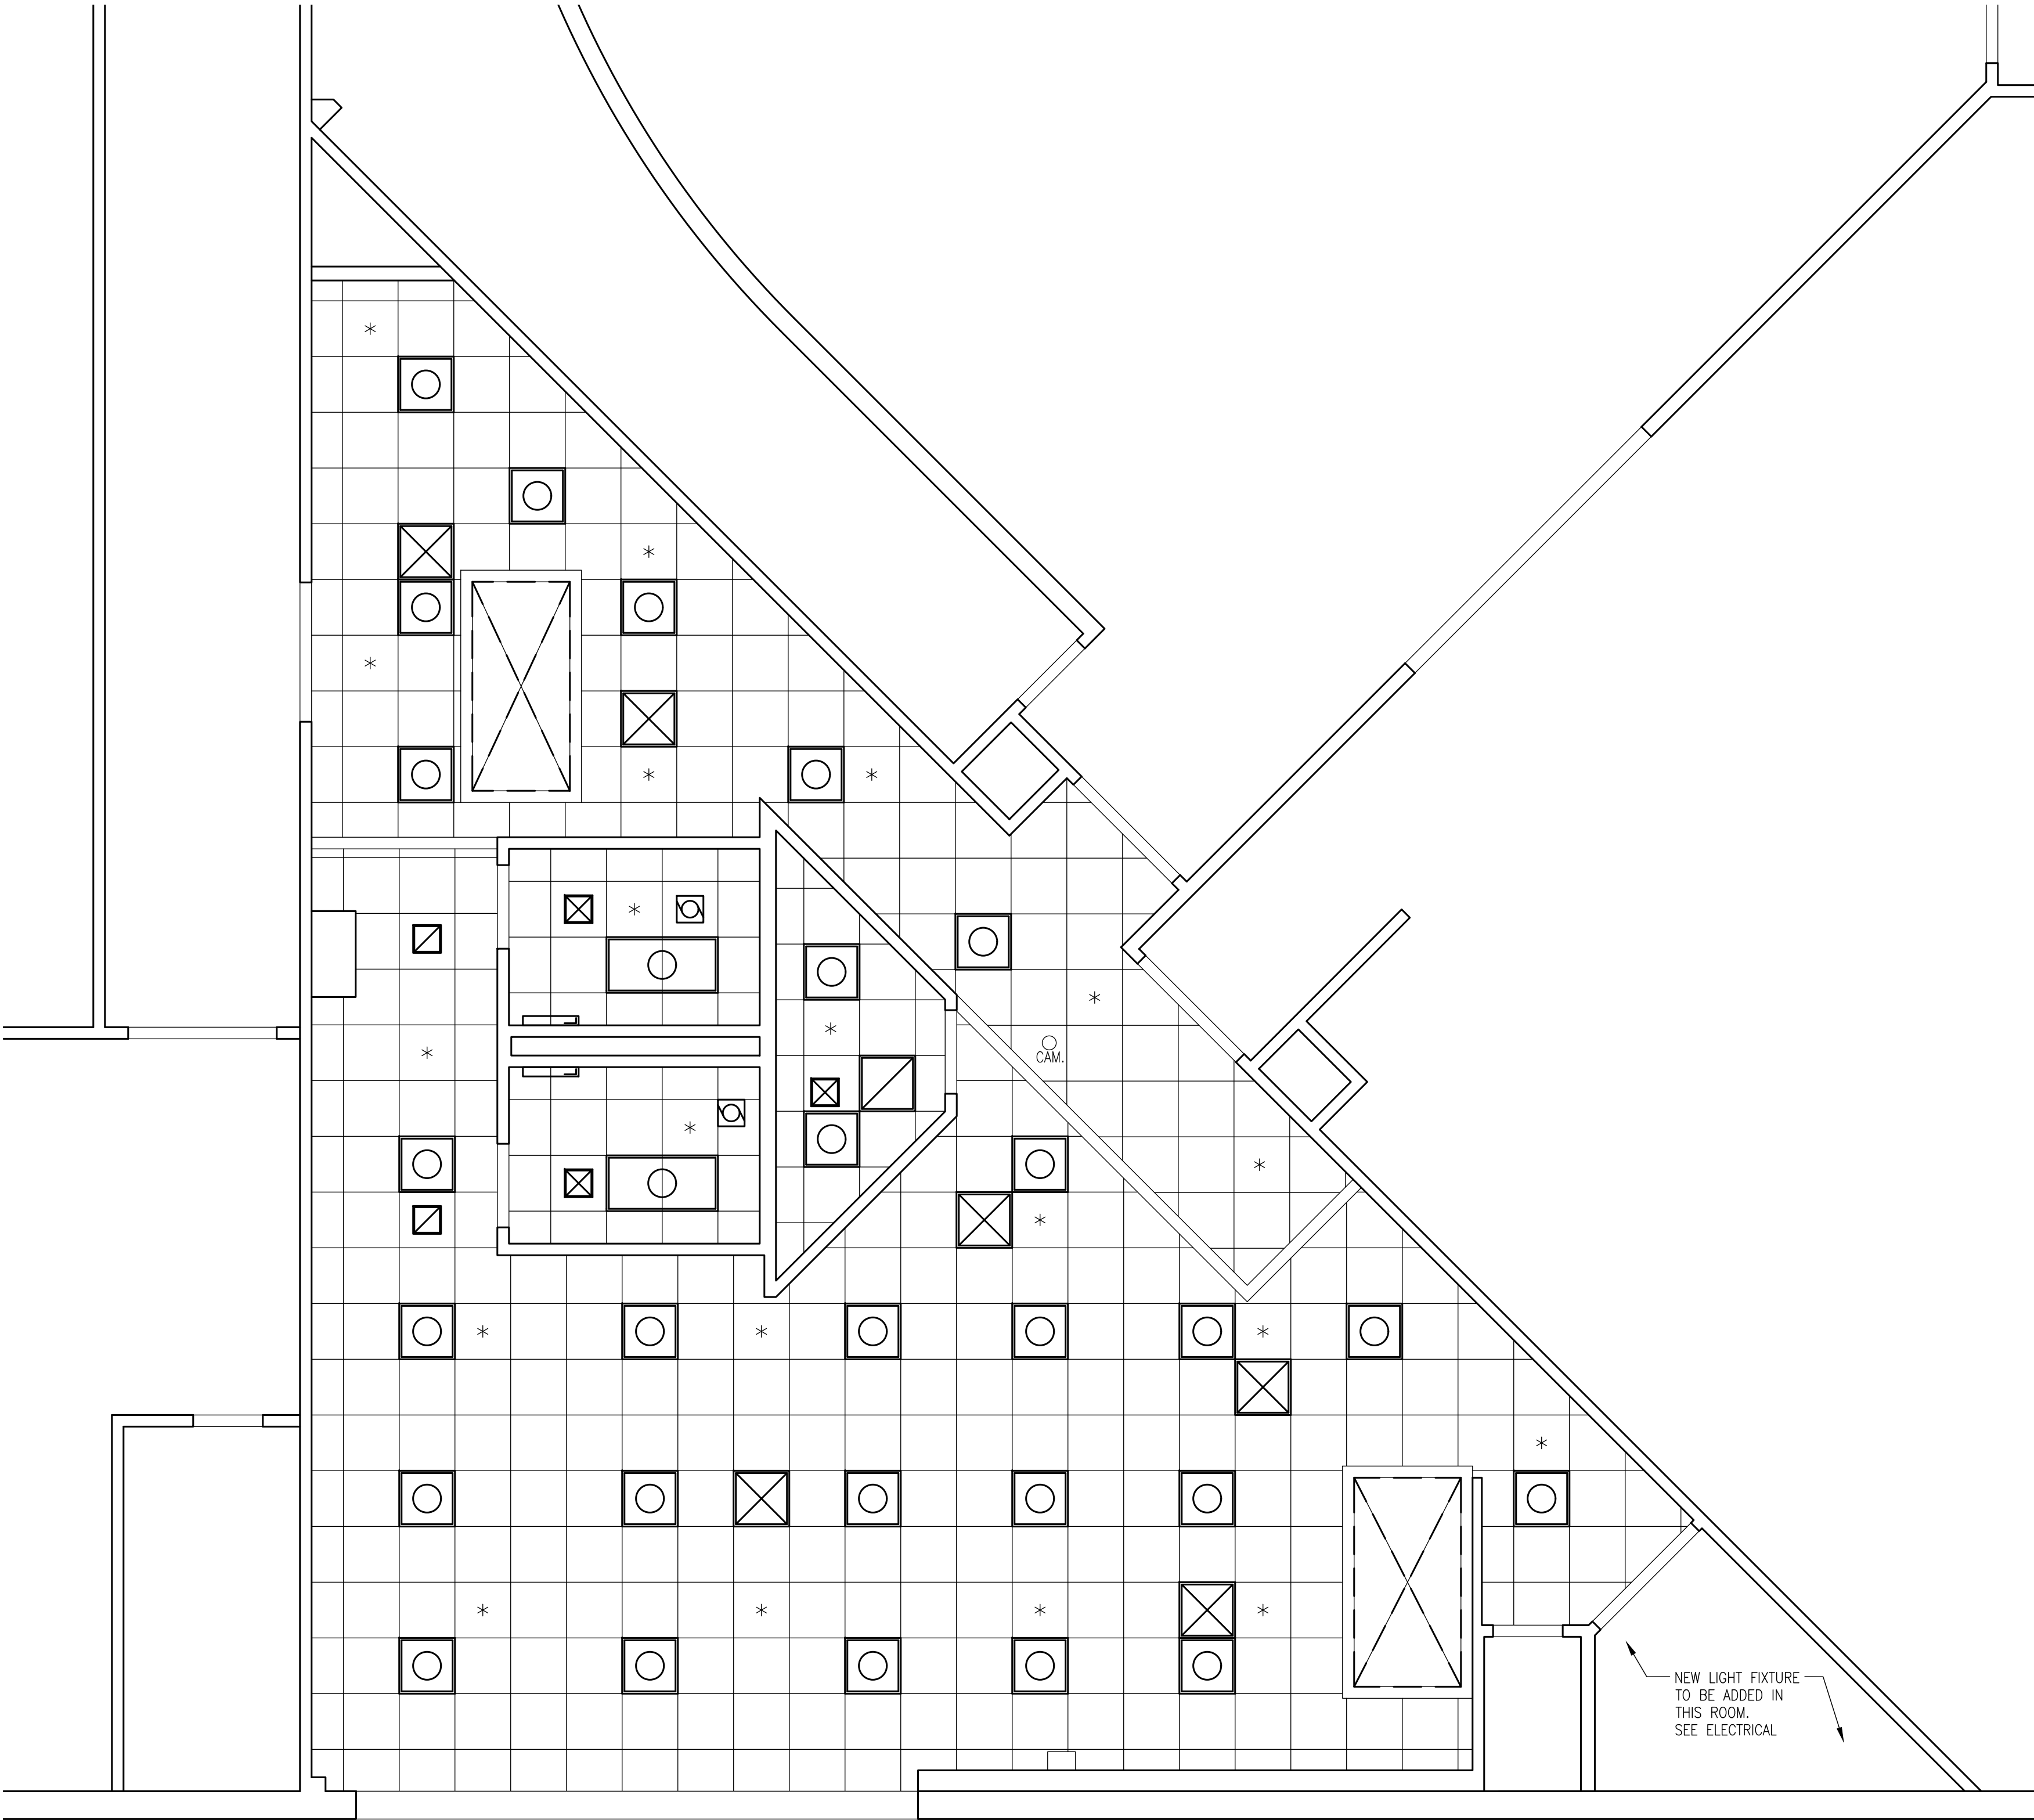 CAM.
NEW LIGHT FIXTURE
TO BE ADDED IN
THIS ROOM.
SEE ELECTRICAL